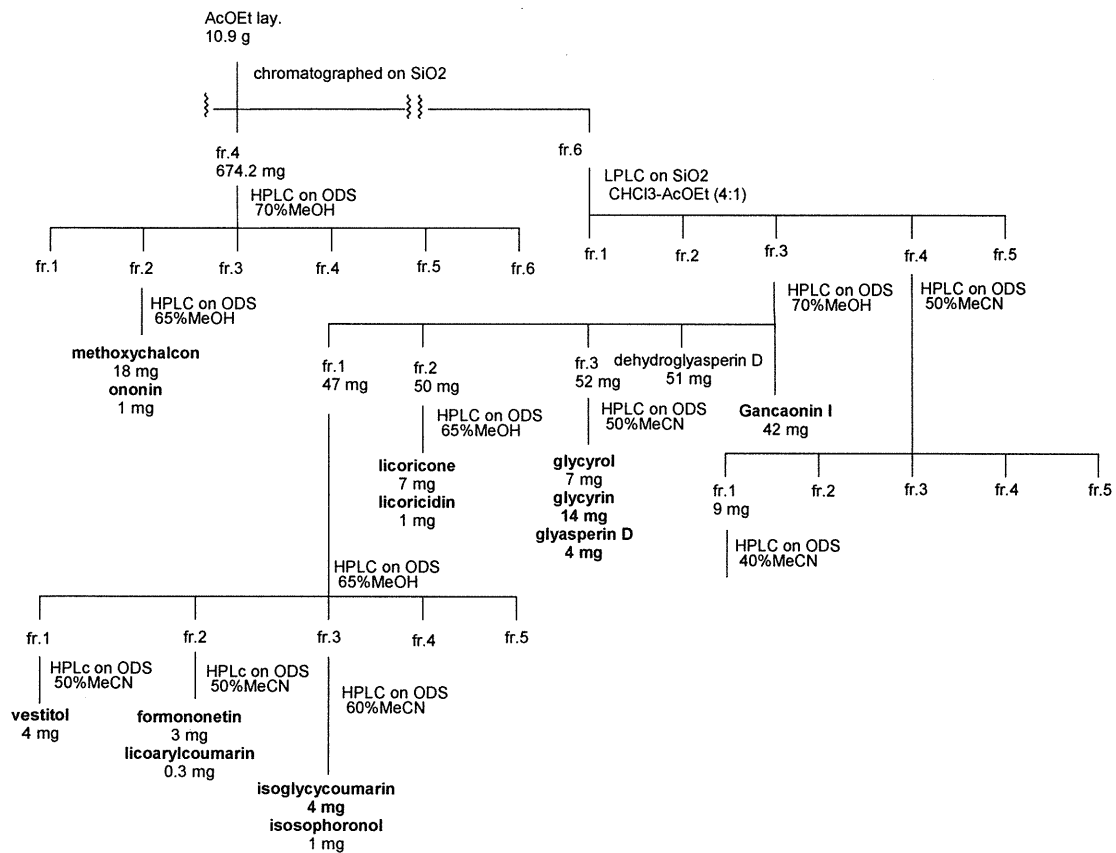 AcOEt lay.
10.9 g
chromatographed on SiO2
fr.4
674.2 mg
fr.6
HPLC on ODS
70%MeOH
LPLC on SiO2
CHCl3-AcOEt (4:1)
fr.1
fr.2
fr.3
fr.4
fr.5
fr.6
fr.1
fr.2
fr.3
fr.4
fr.5
HPLC on ODS
65%MeOH
HPLC on ODS
70%MeOH
HPLC on ODS
50%MeCN
methoxychalcon
18 mg
ononin
1 mg
fr.1
47 mg
fr.2
50 mg
fr.3
52 mg
dehydroglyasperin D
51 mg
HPLC on ODS
65%MeOH
HPLC on ODS
50%MeCN
Gancaonin I
42 mg
licoricone
7 mg
licoricidin
1 mg
glycyrol
7 mg
glycyrin
14 mg
glyasperin D
4 mg
fr.1
9 mg
fr.2
fr.3
fr.4
fr.5
HPLC on ODS
40%MeCN
HPLC on ODS
65%MeOH
fr.1
fr.2
fr.3
fr.4
fr.5
HPLc on ODS
50%MeCN
HPLc on ODS
50%MeCN
HPLC on ODS
60%MeCN
vestitol
4 mg
formononetin
3 mg
licoarylcoumarin
0.3 mg
isoglycycoumarin
4 mg
isosophoronol
1 mg